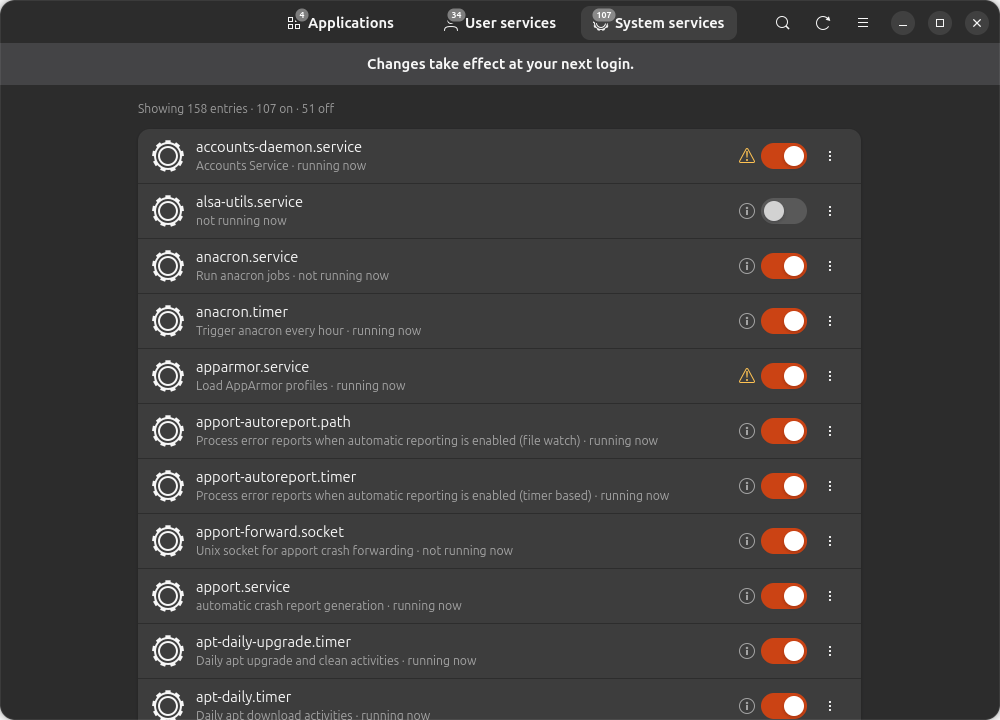 4
Applications
34
User services
107
System services
Changes take effect at your next login.
Showing 158 entries · 107 on · 51 off
accounts-daemon.service
Accounts Service · running now
alsa-utils.service
not running now
anacron.service
Run anacron jobs · not running now
anacron.timer
Trigger anacron every hour · running now
apparmor.service
Load AppArmor profiles · running now
apport-autoreport.path
Process error reports when automatic reporting is enabled (file watch) · running now
apport-autoreport.timer
Process error reports when automatic reporting is enabled (timer based) · running now
apport-forward.socket
Unix socket for apport crash forwarding · not running now
apport.service
automatic crash report generation · running now
apt-daily-upgrade.timer
Daily apt upgrade and clean activities · running now
apt-daily.timer
Daily apt download activities · running now